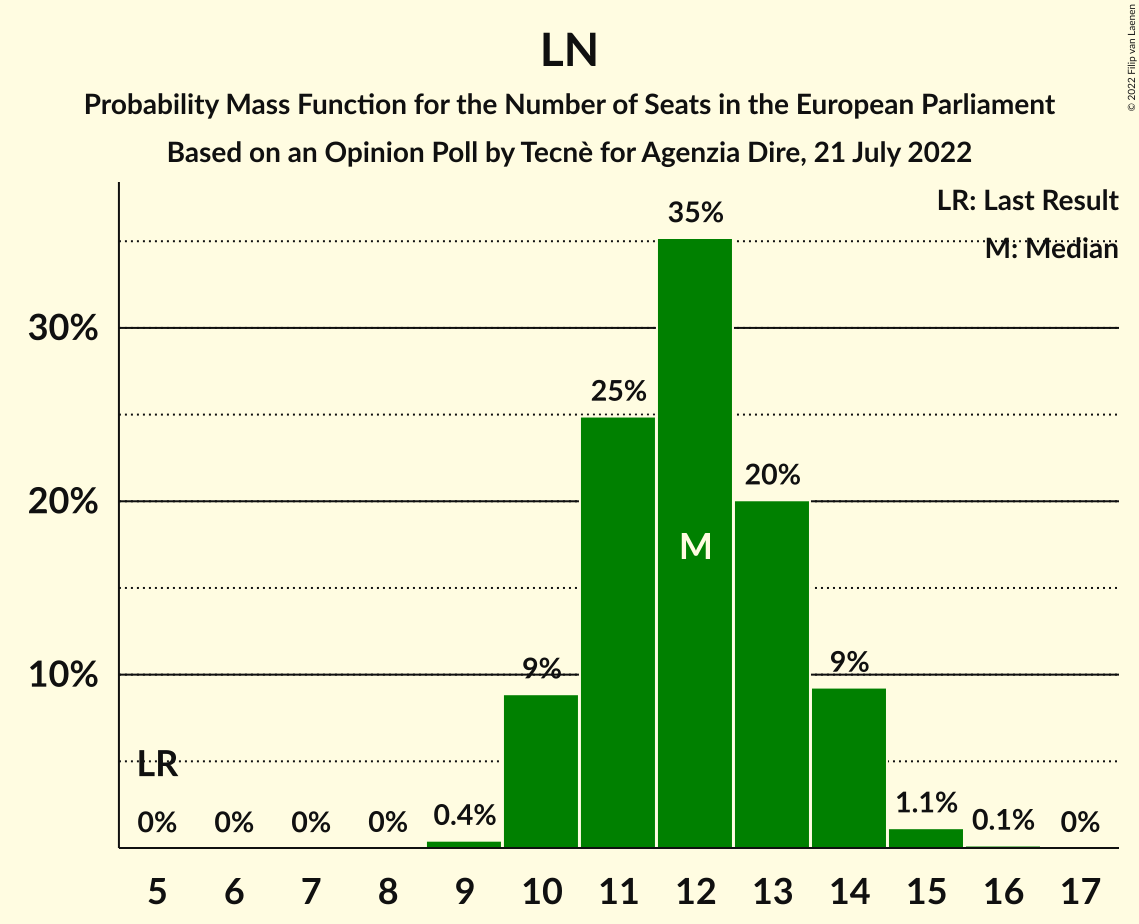 LN
Probability Mass Function for the Number of Seats in the European Parliament
Based on an Opinion Poll by Tecnè for Agenzia Dire, 21 July 2022
© 2022 Filip van Laenen
LR: Last Result
M: Median
35%
30%
25%
20%
20%
M
10%
9%
9%
LR
0%
0%
0%
0%
0.4%
1.1%
0.1%
0%
5 6 7 8 9 10 11 12 13 14 15 16 17